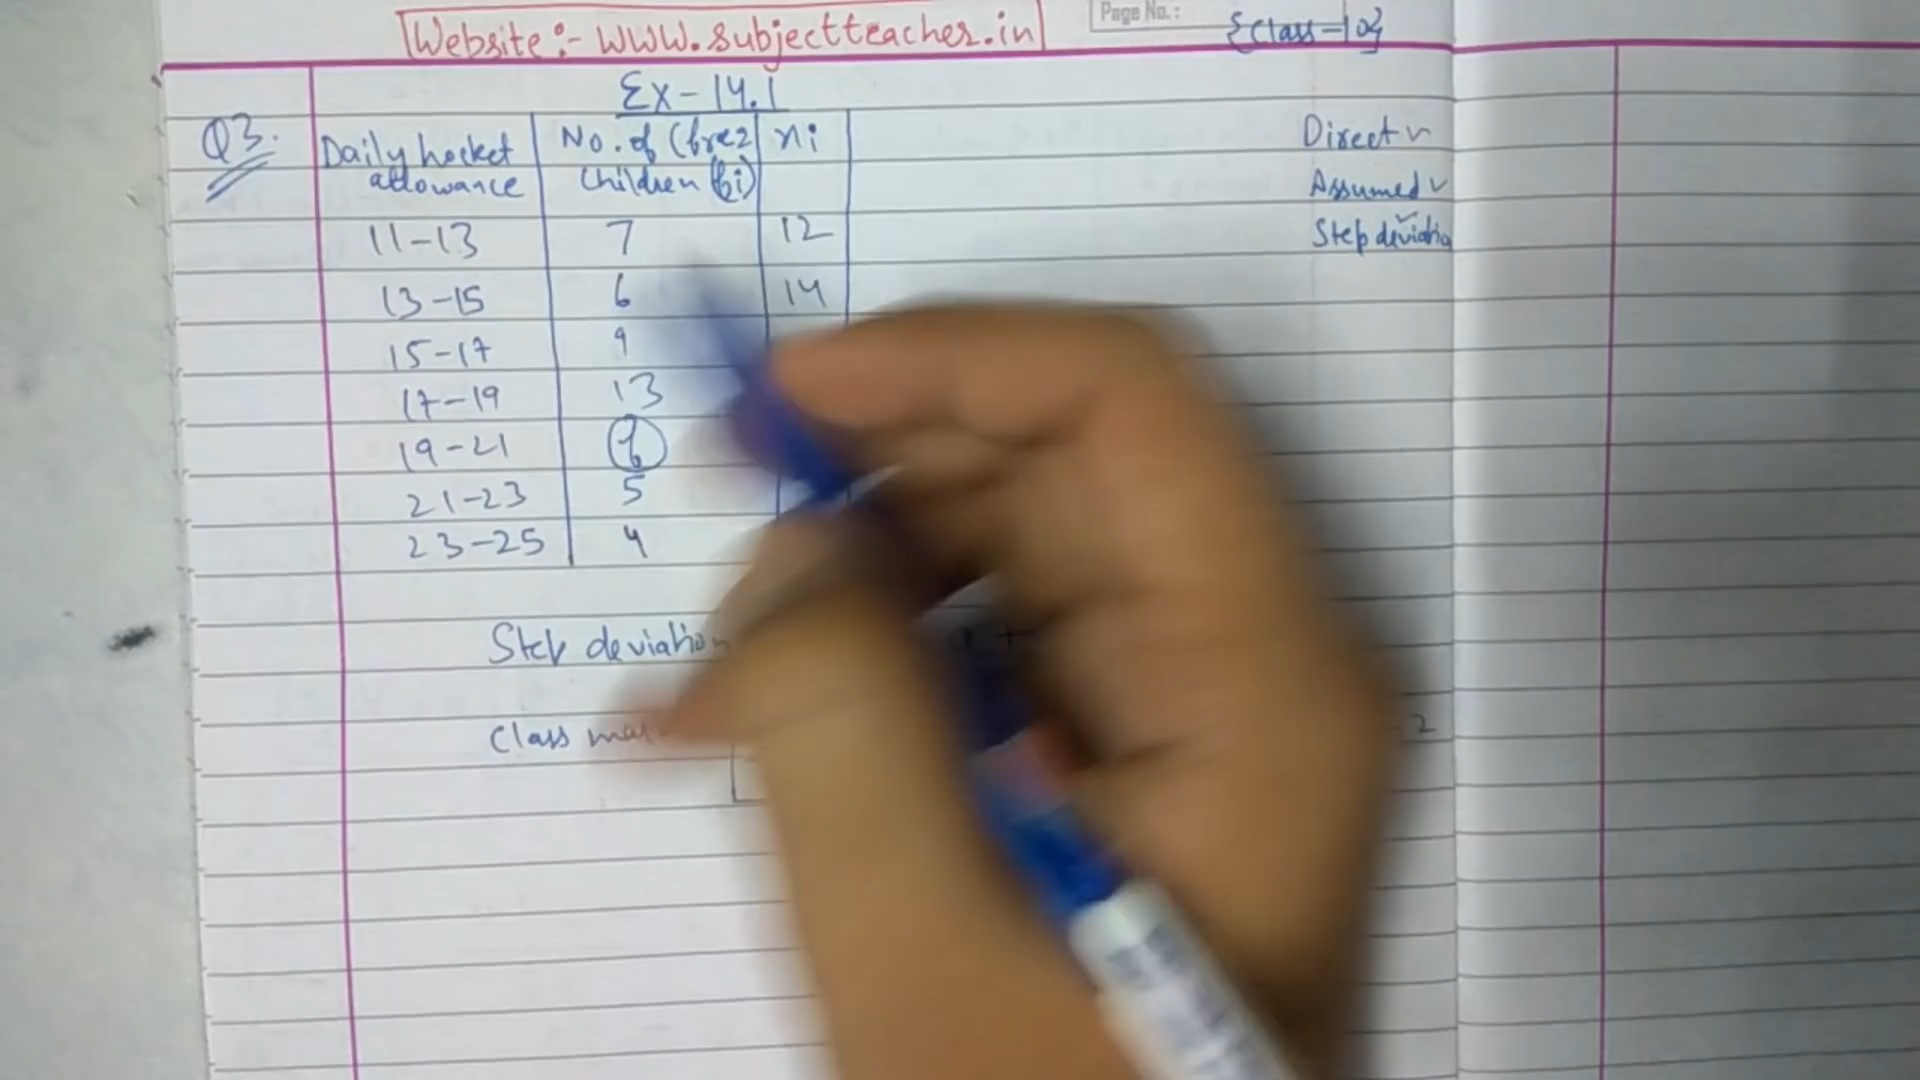 Website:- www.subjectteacher.in
Page No.:
{Class-10}
Ex-14.1
Q3.
Daily pocket allowance
No. of (freq
Children (fi)
xi
Direct
Assumed
Step deviation
11-13 7 12
13-15 6 14
15-17 9
17-19 13
19-21 f
21-23 5
23-25 4
Step deviation
Class
2